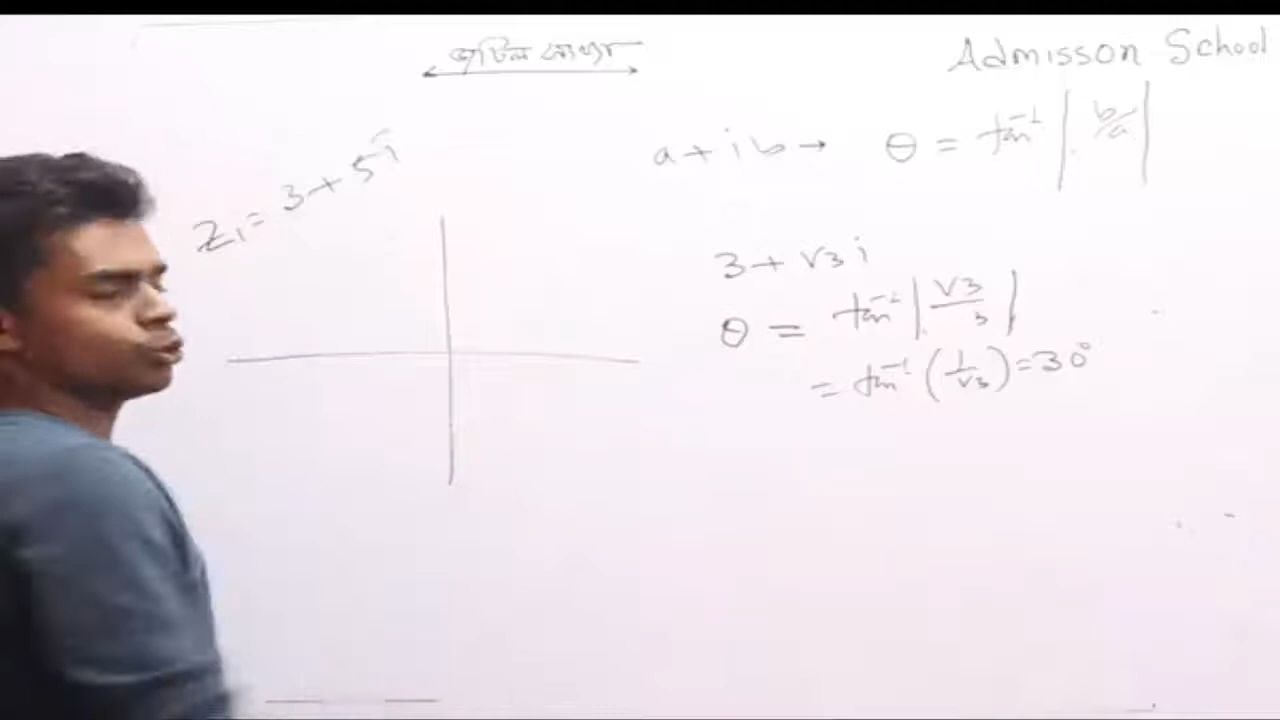 জটিল সংখ্যা
Admisson School
a + ib → θ = tan⁻¹ | b/a |
Z₁ = 3 + 5i
3 + √3 i
θ = tan⁻¹ | √3/3 |
= tan⁻¹ (1/√3) = 30°